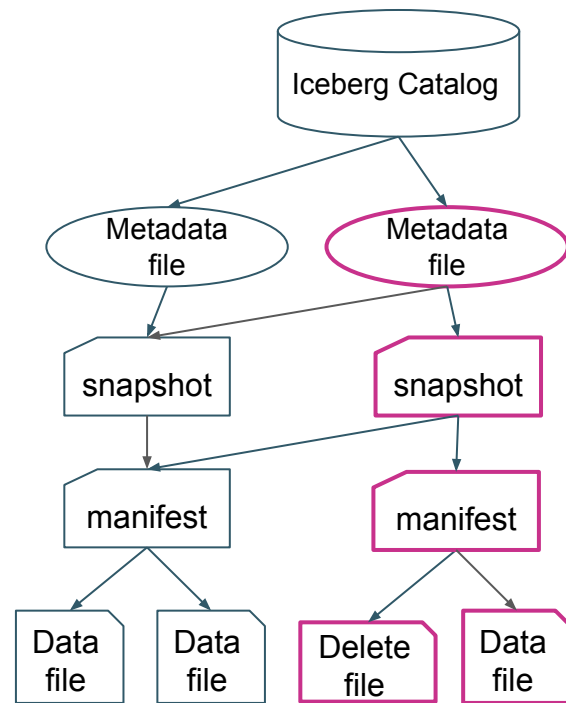 Iceberg Catalog
Metadata
file
Metadata
file
snapshot
snapshot
manifest
manifest
Data
file
Data
file
Delete
file
Data
file